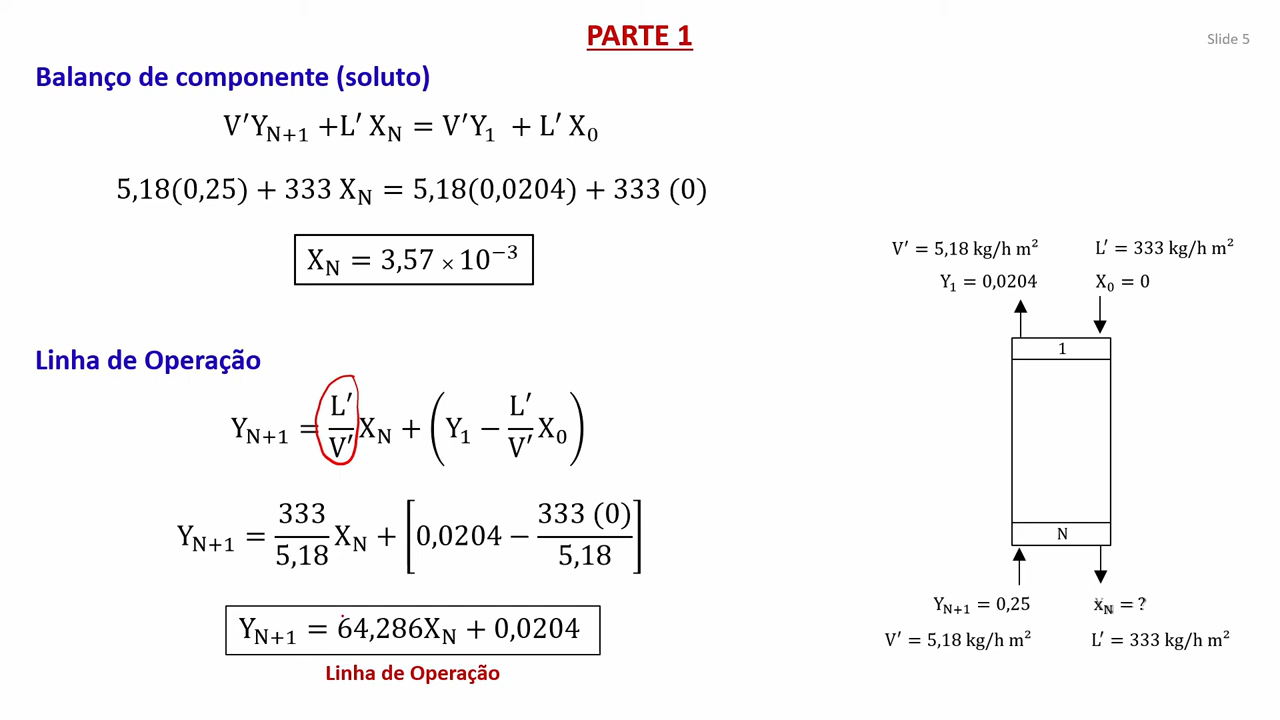 PARTE 1
Slide 5
Balanço de componente (soluto)
V′Y_{N+1} +L′ X_N = V′Y_1 + L′ X_0
5,18(0,25) + 333 X_N = 5,18(0,0204) + 333 (0)
X_N = 3,57 × 10^{−3}
Linha de Operação
Y_{N+1} = L′/V′ X_N + (Y_1 − L′/V′ X_0)
Y_{N+1} = 333/5,18 X_N + [0,0204 − 333 (0)/5,18]
Y_{N+1} = 64,286X_N + 0,0204
Linha de Operação
V′ = 5,18 kg/h m² L′ = 333 kg/h m²
Y_1 = 0,0204 X_0 = 0
1
N
Y_{N+1} = 0,25 x_N = ?
V′ = 5,18 kg/h m² L′ = 333 kg/h m²